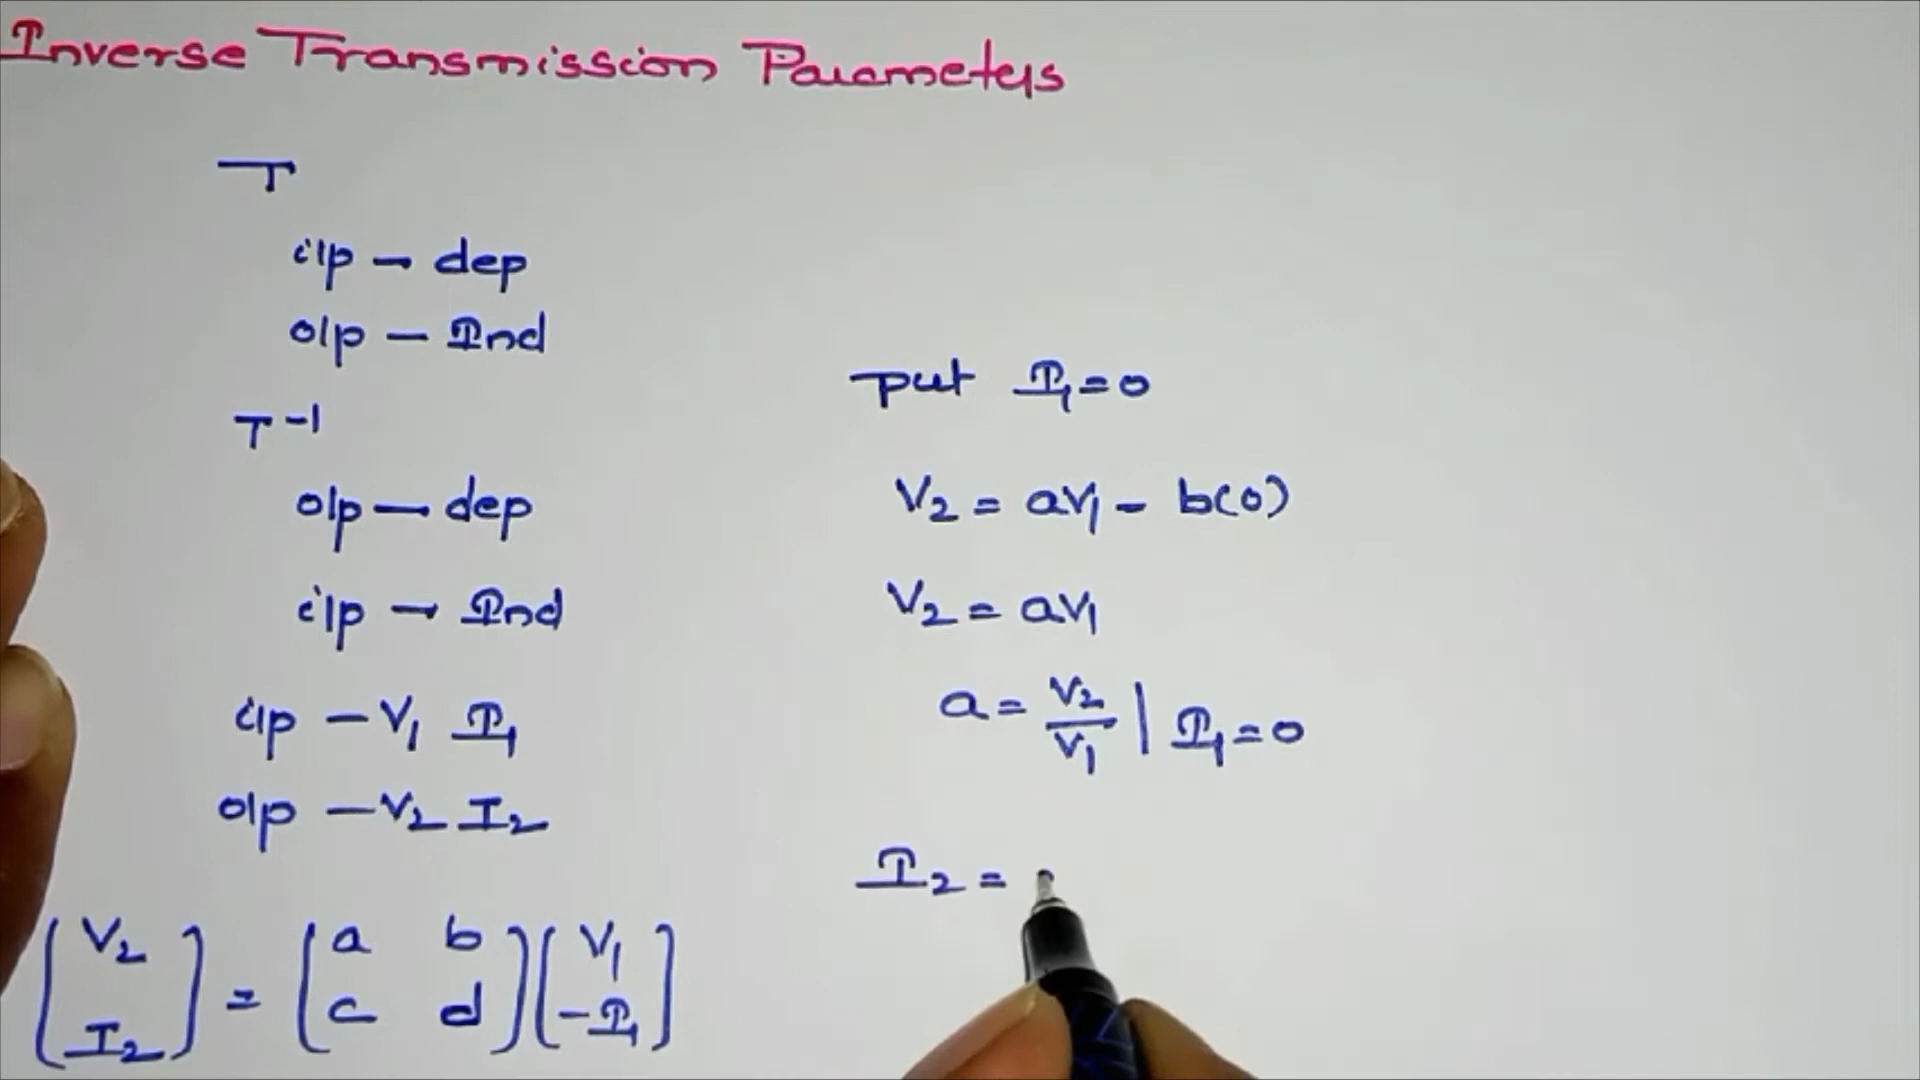 Inverse Transmission Parameters
T
i/p - dep
o/p - Ind
T⁻¹
o/p - dep
i/p - Ind
i/p - V₁ I₁
o/p - V₂ I₂
[V₂ I₂] = [a b c d] [V₁ -I₁]
put I₁ = 0
V₂ = aV₁ - b(0)
V₂ = aV₁
a = V₂/V₁ | I₁ = 0
I₂ =